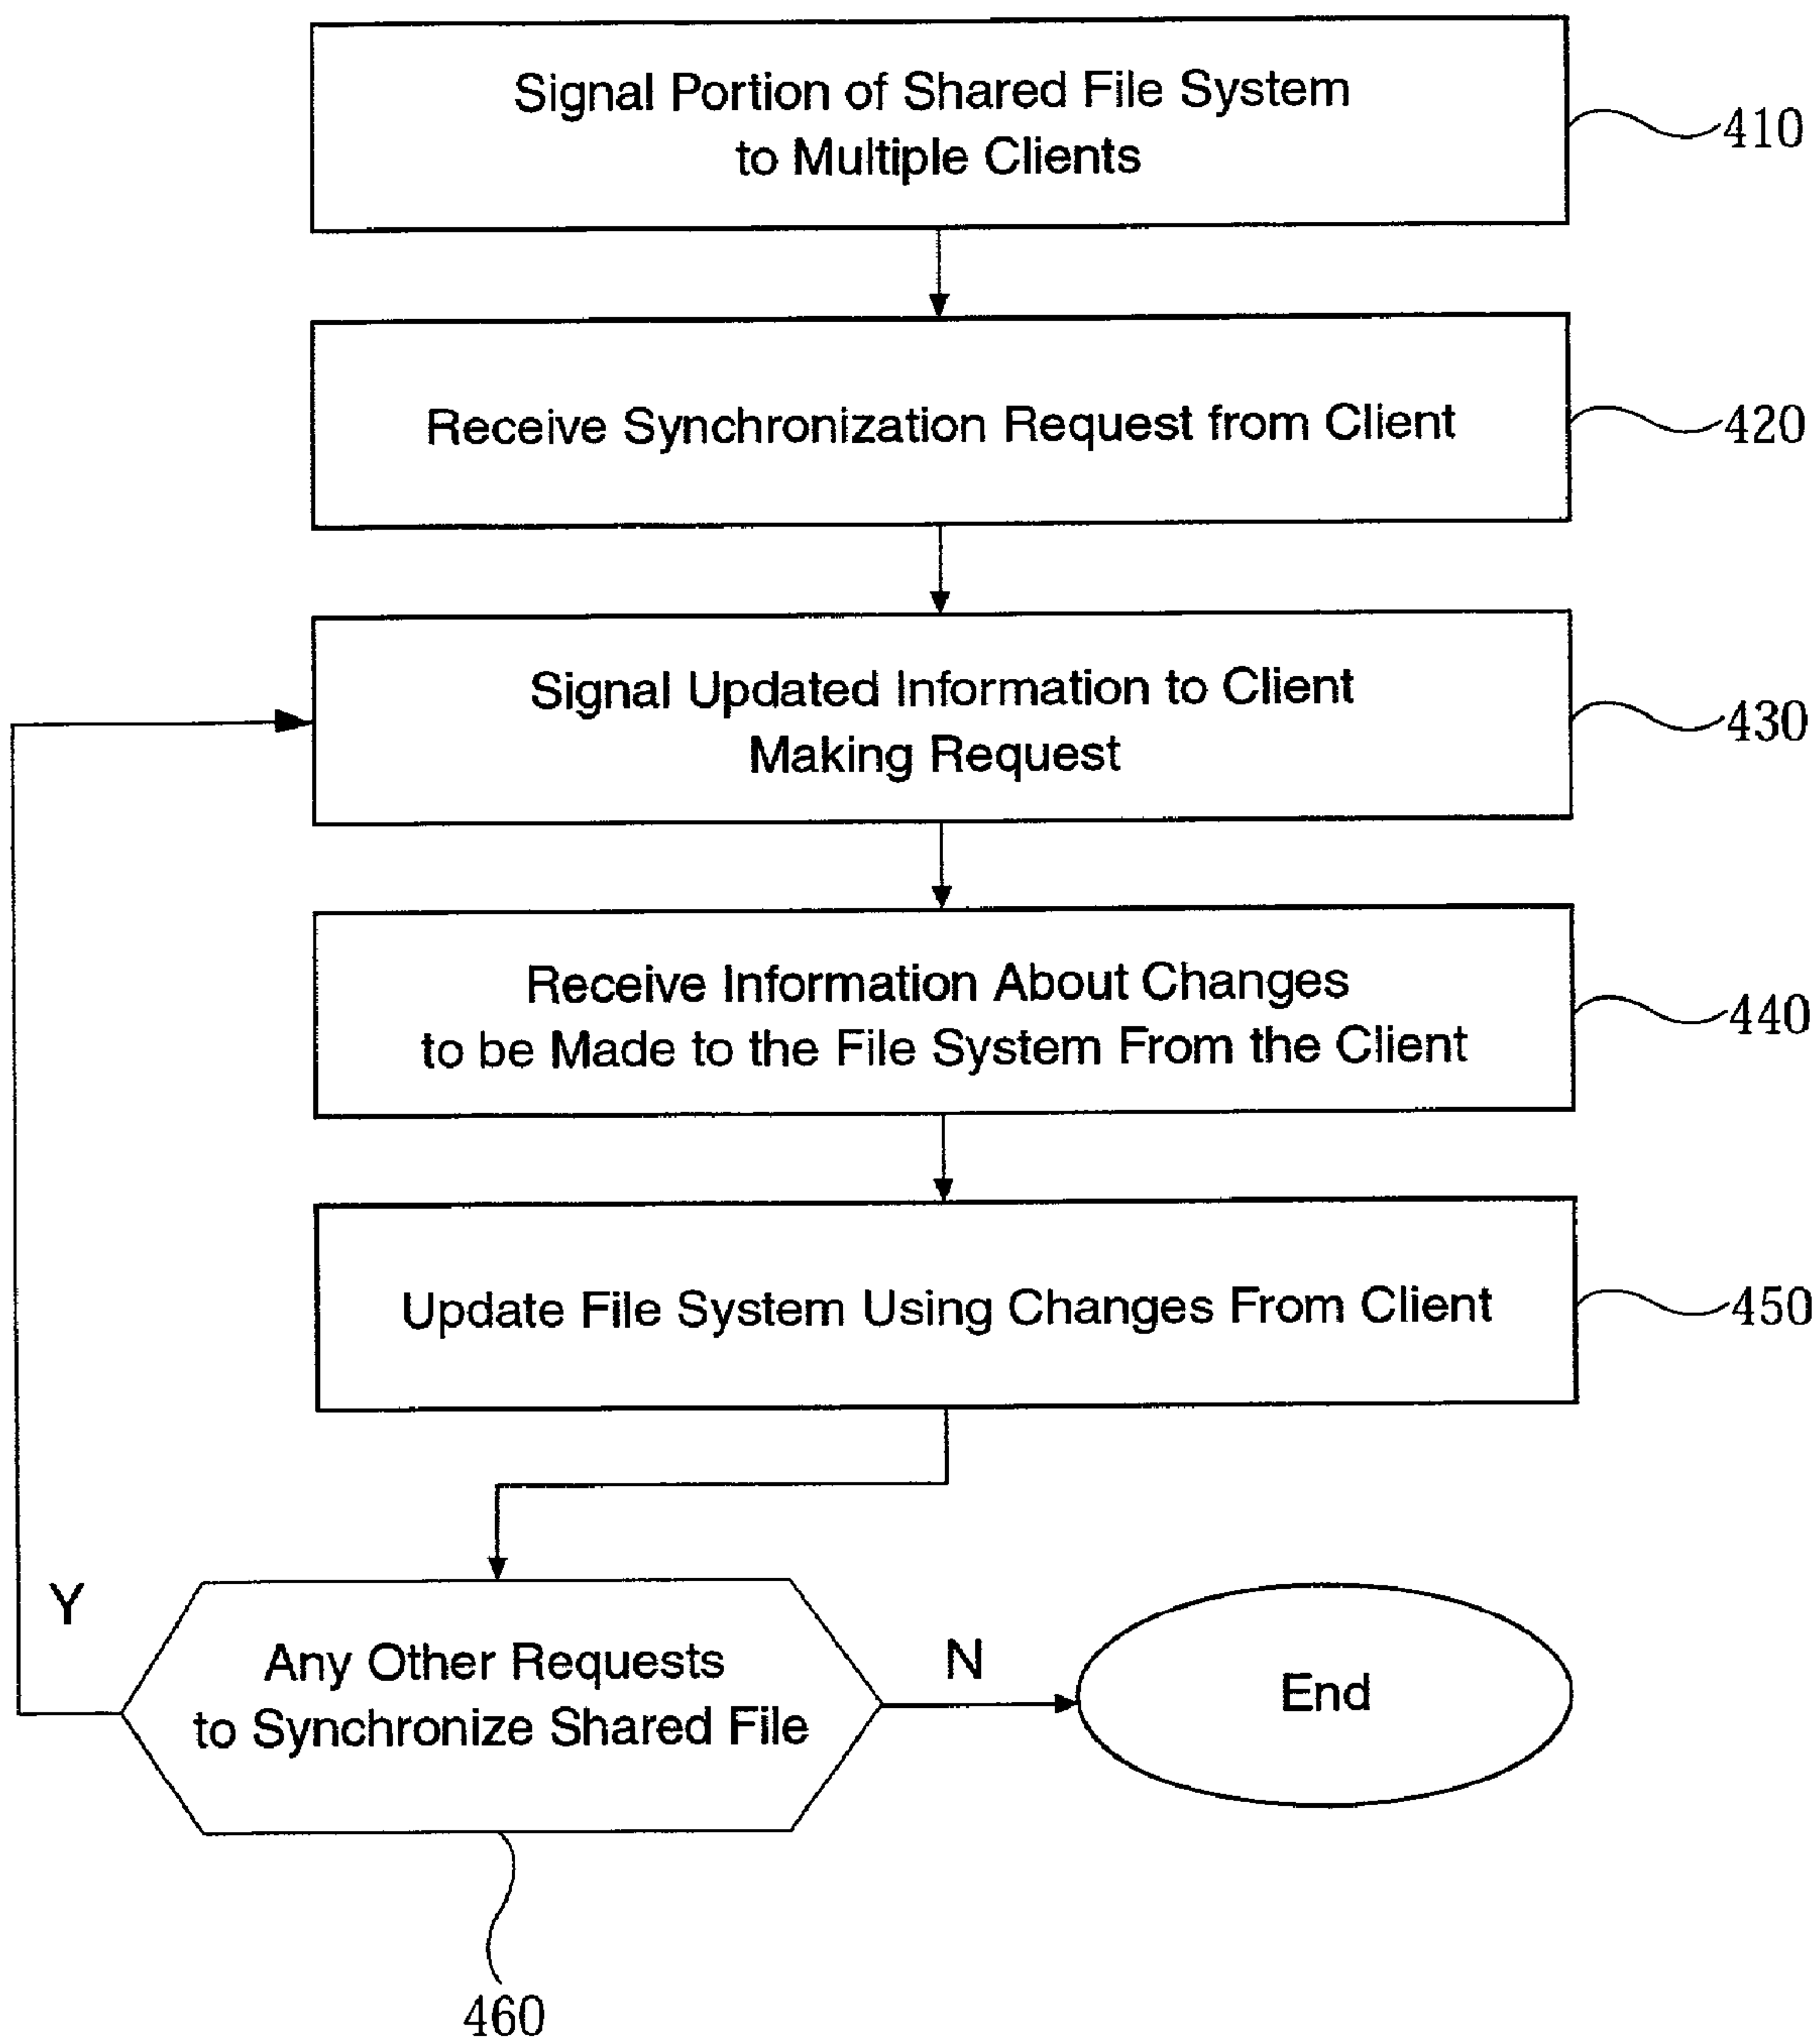 Signal Portion of Shared File System
to Multiple Clients
410
Receive Synchronization Request from Client
420
Signal Updated Information to Client
Making Request
430
Receive Information About Changes
to be Made to the File System From the Client
440
Update File System Using Changes From Client
450
Y
Any Other Requests
to Synchronize Shared File
N
End
460